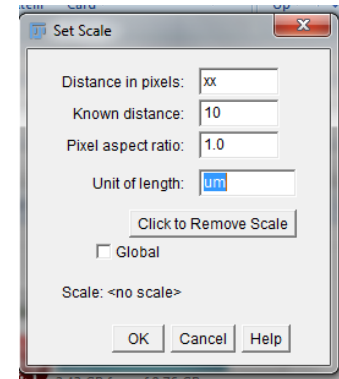 Set Scale
Distance in pixels: xx
Known distance: 10
Pixel aspect ratio: 1.0
Unit of length: um
Click to Remove Scale
Global
Scale: <no scale>
OK Cancel Help